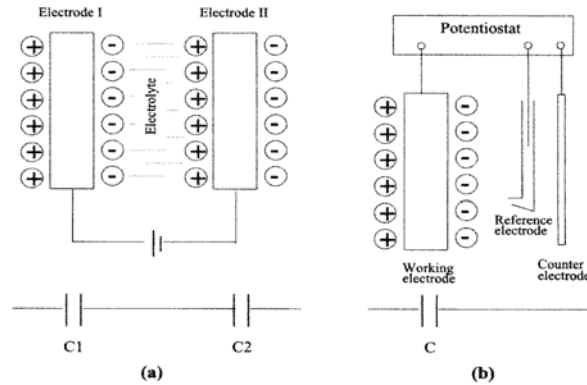 Electrode I
Electrode II
Electrolyte
C1
C2
(a)
Potentiostat
Reference
electrode
Working
electrode
Counter
electrode
C
(b)